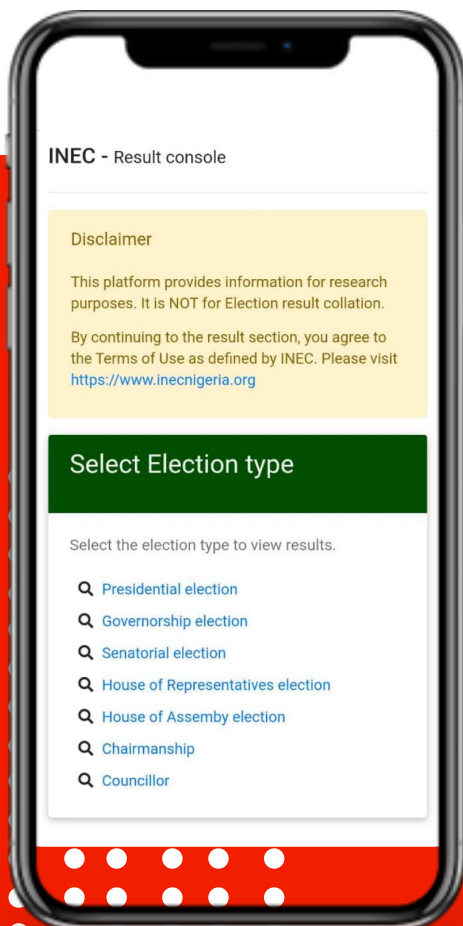 INEC - Result console
Disclaimer
This platform provides information for research
purposes. It is NOT for Election result collation.
By continuing to the result section, you agree to
the Terms of Use as defined by INEC. Please visit
https://www.inecnigeria.org
Select Election type
Select the election type to view results.
Presidential election
Governorship election
Senatorial election
House of Representatives election
House of Assemby election
Chairmanship
Councillor